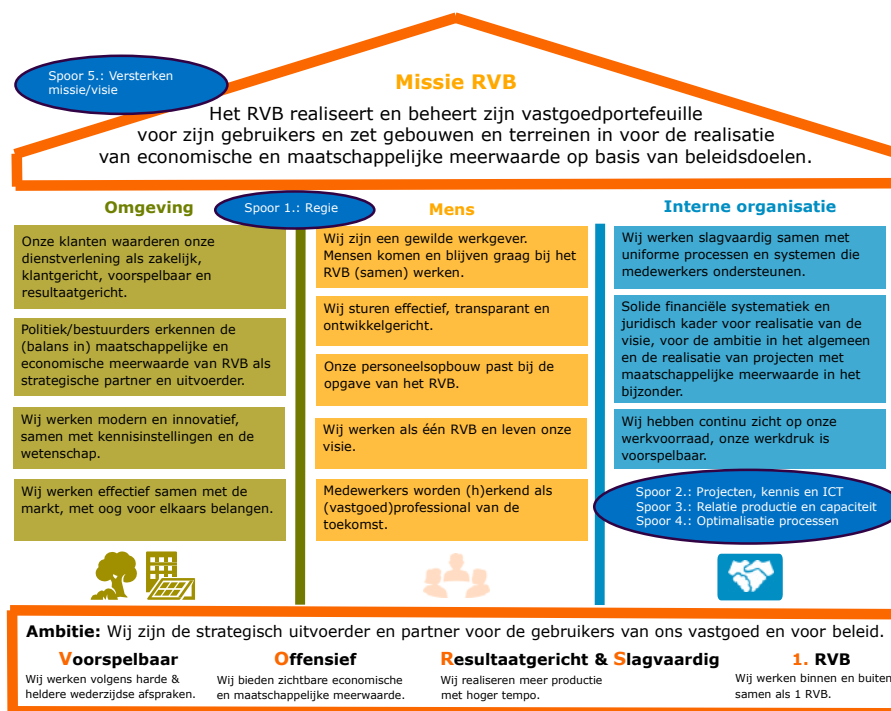 Spoor 5.: Versterken
missie/visie
Missie RVB
Het RVB realiseert en beheert zijn vastgoedportefeuille
voor zijn gebruikers en zet gebouwen en terreinen in voor de realisatie
van economische en maatschappelijke meerwaarde op basis van beleidsdoelen.
Omgeving
Spoor 1.: Regie
Mens
Interne organisatie
Onze klanten waarderen onze
dienstverlening als zakelijk,
klantgericht, voorspelbaar en
resultaatgericht.
Politiek/bestuurders erkennen de
(balans in) maatschappelijke en
economische meerwaarde van RVB als
strategische partner en uitvoerder.
Wij werken modern en innovatief,
samen met kennisinstellingen en de
wetenschap.
Wij werken effectief samen met de
markt, met oog voor elkaars belangen.
Wij zijn een gewilde werkgever.
Mensen komen en blijven graag bij het
RVB (samen) werken.
Wij sturen effectief, transparant en
ontwikkelgericht.
Onze personeelsopbouw past bij de
opgave van het RVB.
Wij werken als één RVB en leven onze
visie.
Medewerkers worden (h)erkend als
(vastgoed)professional van de
toekomst.
Wij werken slagvaardig samen met
uniforme processen en systemen die
medewerkers ondersteunen.
Solide financiële systematiek en
juridisch kader voor realisatie van de
visie, voor de ambitie in het algemeen
en de realisatie van projecten met
maatschappelijke meerwaarde in het
bijzonder.
Wij hebben continu zicht op onze
werkvoorraad, onze werkdruk is
voorspelbaar.
Spoor 2.: Projecten, kennis en ICT
Spoor 3.: Relatie productie en capaciteit
Spoor 4.: Optimalisatie processen
Ambitie: Wij zijn de strategisch uitvoerder en partner voor de gebruikers van ons vastgoed en voor beleid.
Voorspelbaar
Wij werken volgens harde &
heldere wederzijdse afspraken.
Offensief
Wij bieden zichtbare economische
en maatschappelijke meerwaarde.
Resultaatgericht & Slagvaardig
Wij realiseren meer productie
met hoger tempo.
1. RVB
Wij werken binnen en buiten
samen als 1 RVB.